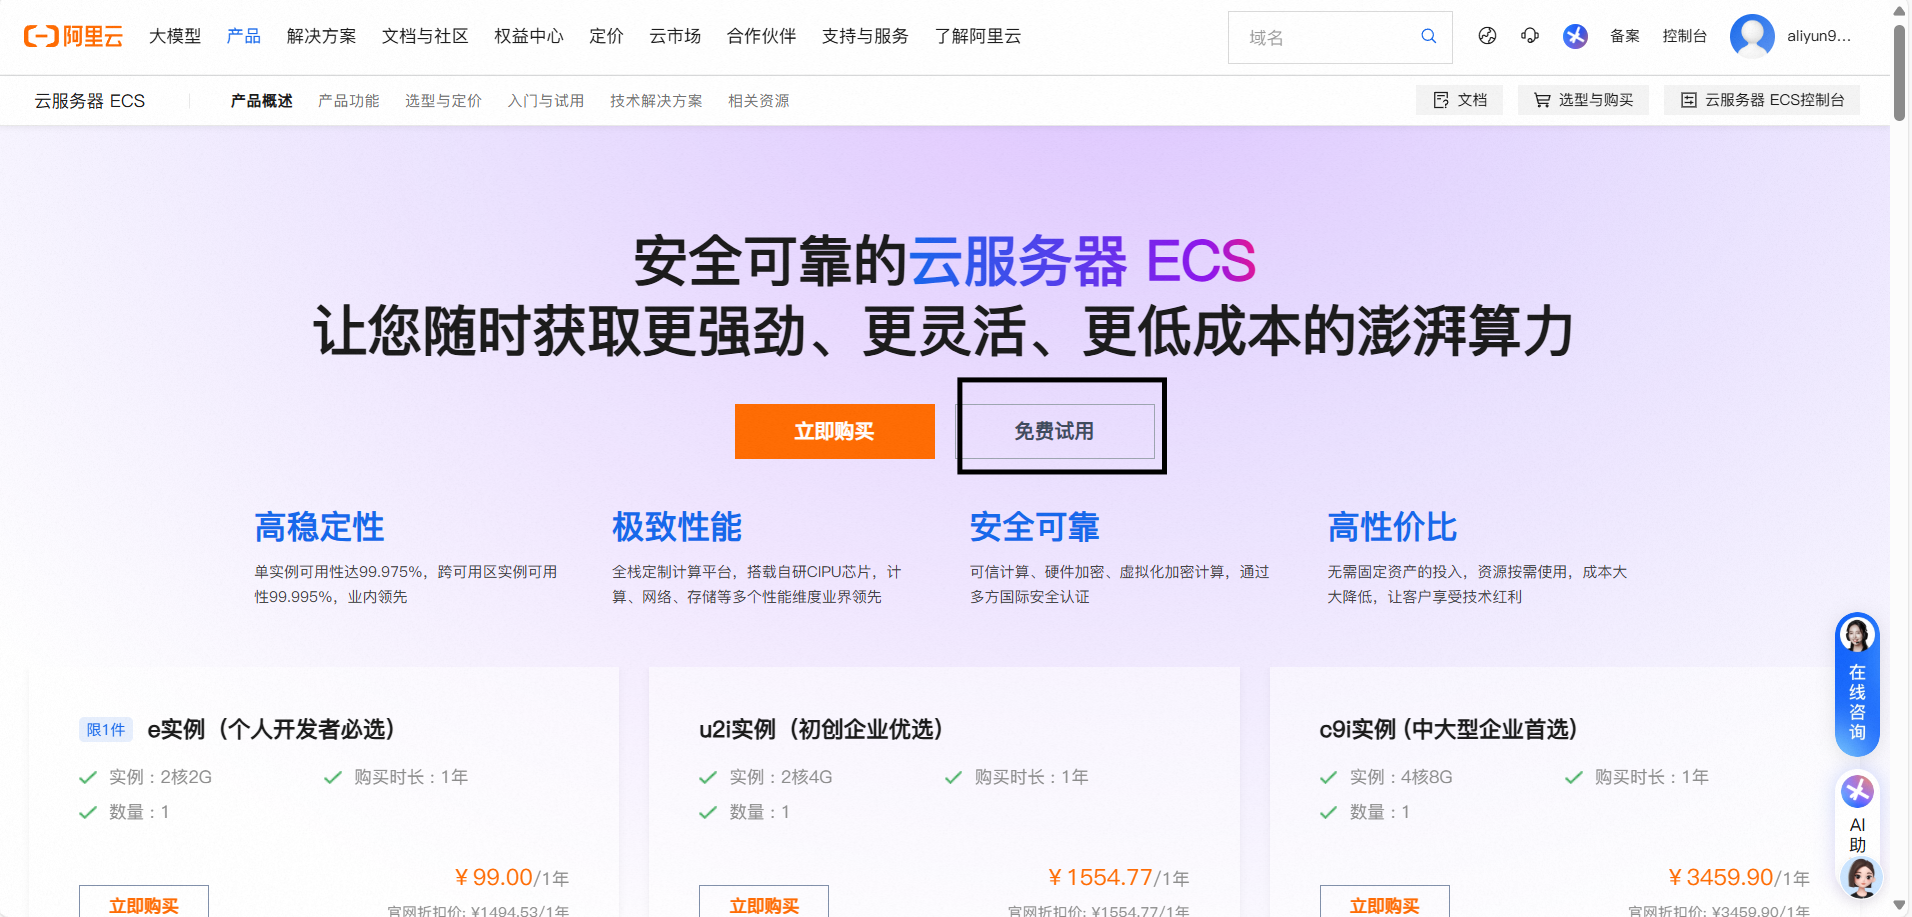 阿里云 大模型 产品 解决方案 文档与社区 权益中心 定价 云市场 合作伙伴 支持与服务 了解阿里云 域名 备案 控制台 aliyun9...
云服务器 ECS 产品概述 产品功能 选型与定价 入门与试用 技术解决方案 相关资源 文档 选型与购买 云服务器 ECS控制台
安全可靠的云服务器 ECS
让您随时获取更强劲、更灵活、更低成本的澎湃算力
立即购买 免费试用
高稳定性
单实例可用性达99.975%，跨可用区实例可用
性99.995%，业内领先
极致性能
全栈定制计算平台，搭载自研CIPU芯片，计
算、网络、存储等多个性能维度业界领先
安全可靠
可信计算、硬件加密、虚拟化加密计算，通过
多方国际安全认证
高性价比
无需固定资产的投入，资源按需使用，成本大
大降低，让客户享受技术红利
限1件 e实例（个人开发者必选）
实例：2核2G 购买时长：1年
数量：1
¥ 99.00/1年
立即购买 官网折扣价: ¥1494.53/1年
u2i实例（初创企业优选）
实例：2核4G 购买时长：1年
数量：1
¥ 1554.77/1年
立即购买 官网折扣价: ¥1554.77/1年
c9i实例 (中大型企业首选）
实例：4核8G 购买时长：1年
数量：1
¥ 3459.90/1年
立即购买 官网折扣价: ¥3459.90/1年
在线咨询
AI
助